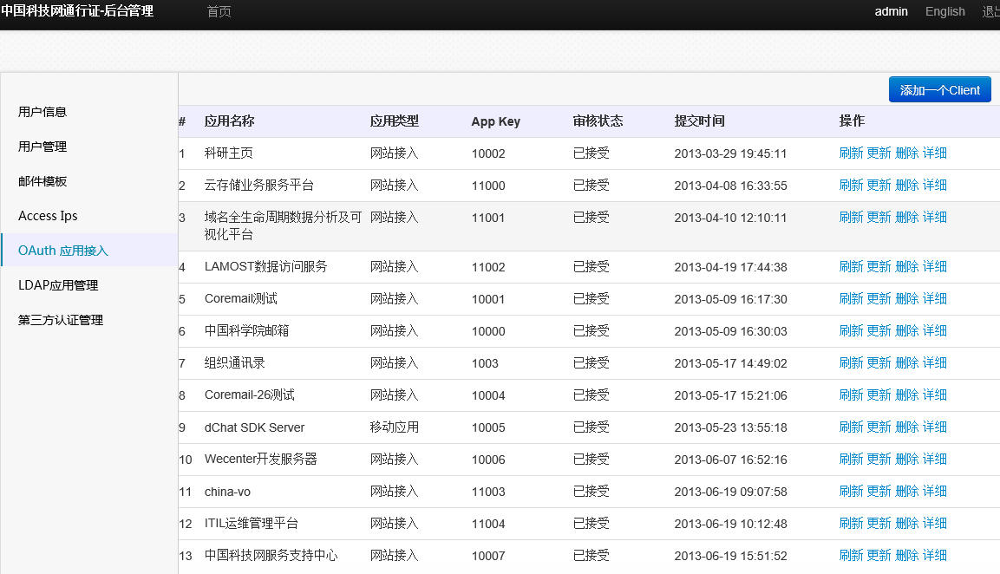 中国科技网通行证-后台管理 首页 admin English 退出
添加一个Client
用户信息
用户管理
邮件模板
Access Ips
OAuth 应用接入
LDAP应用管理
第三方认证管理
# 应用名称 应用类型 App Key 审核状态 提交时间 操作
1 科研主页 网站接入 10002 已接受 2013-03-29 19:45:11 刷新 更新 删除 详细
2 云存储业务服务平台 网站接入 11000 已接受 2013-04-08 16:33:55 刷新 更新 删除 详细
3 域名全生命周期数据分析及可 网站接入 11001 已接受 2013-04-10 12:10:11 刷新 更新 删除 详细
视化平台
4 LAMOST数据访问服务 网站接入 11002 已接受 2013-04-19 17:44:38 刷新 更新 删除 详细
5 Coremail测试 网站接入 10001 已接受 2013-05-09 16:17:30 刷新 更新 删除 详细
6 中国科学院邮箱 网站接入 10000 已接受 2013-05-09 16:30:03 刷新 更新 删除 详细
7 组织通讯录 网站接入 1003 已接受 2013-05-17 14:49:02 刷新 更新 删除 详细
8 Coremail-26测试 网站接入 10004 已接受 2013-05-17 15:21:06 刷新 更新 删除 详细
9 dChat SDK Server 移动应用 10005 已接受 2013-05-23 13:55:18 刷新 更新 删除 详细
10 Wecenter开发服务器 网站接入 10006 已接受 2013-06-07 16:52:16 刷新 更新 删除 详细
11 china-vo 网站接入 11003 已接受 2013-06-19 09:07:58 刷新 更新 删除 详细
12 ITIL运维管理平台 网站接入 11004 已接受 2013-06-19 10:12:48 刷新 更新 删除 详细
13 中国科技网服务支持中心 网站接入 10007 已接受 2013-06-19 15:51:52 刷新 更新 删除 详细